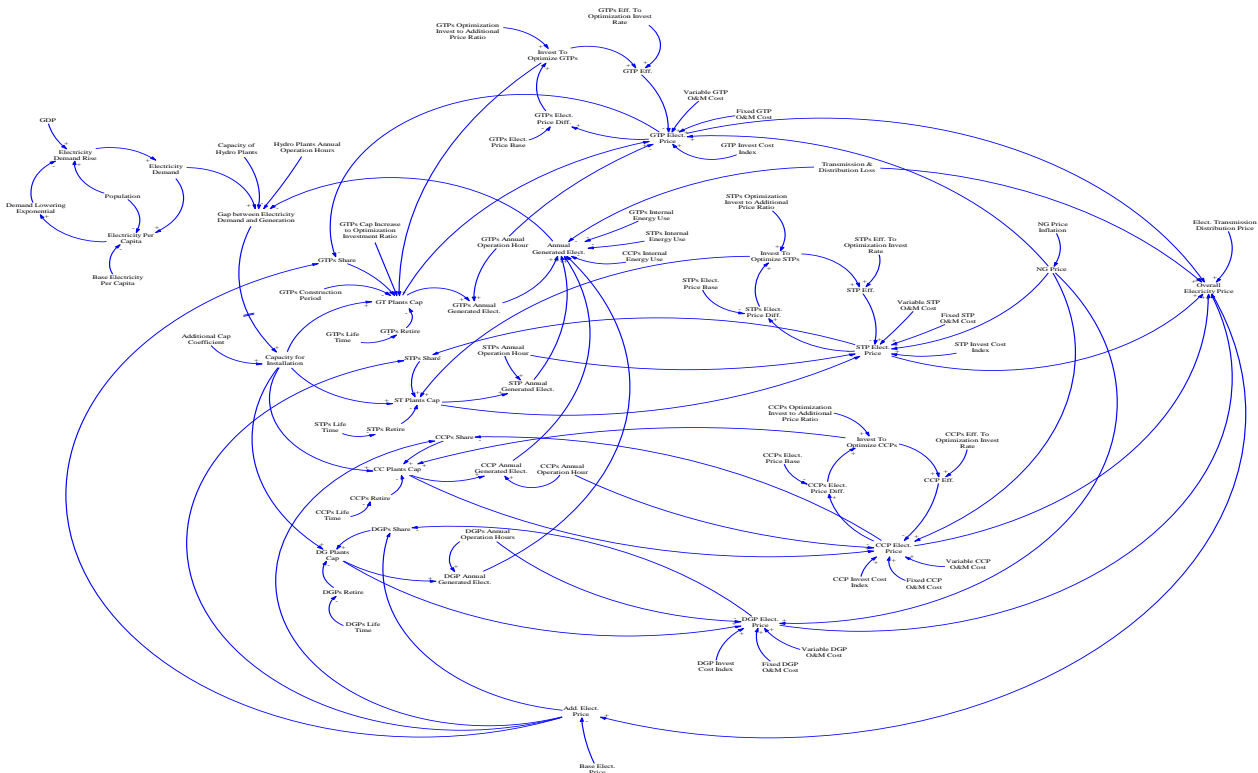 GTPs Eff. To
Optimization Invest
Rate
GTPs Optimization
Invest to Additional
Price Ratio
Invest To
Optimize GTPs
GTP Eff.
Variable GTP
O&M Cost
Fixed GTP
O&M Cost
GTPs Elect.
Price Diff.
GTPs Elect.
Price Base
GTP Elect.
Price
GTP Invest Cost
Index
GDP
Electricity
Demand Rise
Electricity
Demand
Capacity of
Hydro Plants
Hydro Plants Annual
Operation Hours
Transmission &
Distribution Loss
Population
Demand Lowering
Exponential
Gap between Electricity
Demand and Generation
Electricity Per
Capita
Base Electricity
Per Capita
STPs Optimization
Invest to Additional
Price Ratio
GTPs Internal
Energy Use
STPs Internal
Energy Use
CCPs Internal
Energy Use
GTPs Cap Increase
to Optimization
Investment Ratio
GTPs Annual
Operation Hour
Annual
Generated Elect.
Invest To
Optimize STPs
STPs Eff. To
Optimization Invest
Rate
NG Price
Inflation
NG Price
Elect. Transmission
Distribution Price
Overall
Elecricity Price
GTPs Share
GTPs Construction
Period
GT Plants Cap
GTPs Annual
Generated Elect.
STPs Elect.
Price Base
STPs Elect.
Price Diff.
STP Eff.
Variable STP
O&M Cost
Fixed STP
O&M Cost
STP Invest Cost
Index
STP Elect.
Price
GTPs Life
Time
GTPs Retire
Additional Cap
Coefficient
Capacity for
Installation
STPs Share
STPs Annual
Operation Hour
STP Annual
Generated Elect.
ST Plants Cap
STPs Life
Time
STPs Retire
CCPs Optimization
Invest to Additional
Price Ratio
Invest To
Optimize CCPs
CCPs Eff. To
Optimization Invest
Rate
CCPs Share
CC Plants Cap
CCP Annual
Generated Elect.
CCPs Annual
Operation Hour
CCPs Elect.
Price Base
CCPs Elect.
Price Diff.
CCP Eff.
CCPs Retire
CCPs Life
Time
DGPs Share
DGPs Annual
Operation Hours
DG Plants
Cap
DGP Annual
Generated Elect.
CCP Elect.
Price
Variable CCP
O&M Cost
CCP Invest Cost
Index
Fixed CCP
O&M Cost
DGPs Retire
DGPs Life
Time
DGP Elect.
Price
DGP Invest
Cost Index
Fixed DGP
O&M Cost
Variable DGP
O&M Cost
Add. Elect.
Price
Base Elect.
Price